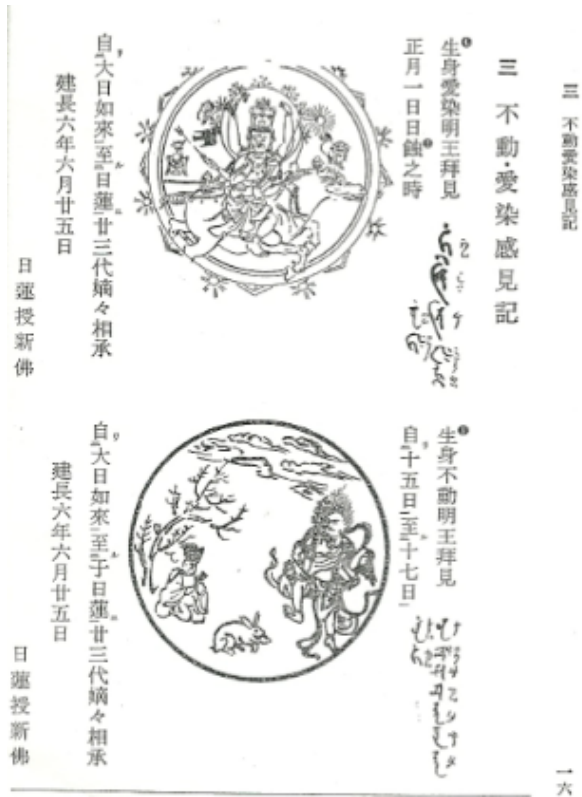 三 不動愛染感見記
三 不動・愛染感見記
生身愛染明王拜見
正月一日日蝕之時
自大日如來至日蓮廿三代嫡々相承
建長六年六月廿五日
日蓮授新佛
生身不動明王拜見
自十五日至十七日
自大日如來至于日蓮廿三代嫡々相承
建長六年六月廿五日
日蓮授新佛
一六